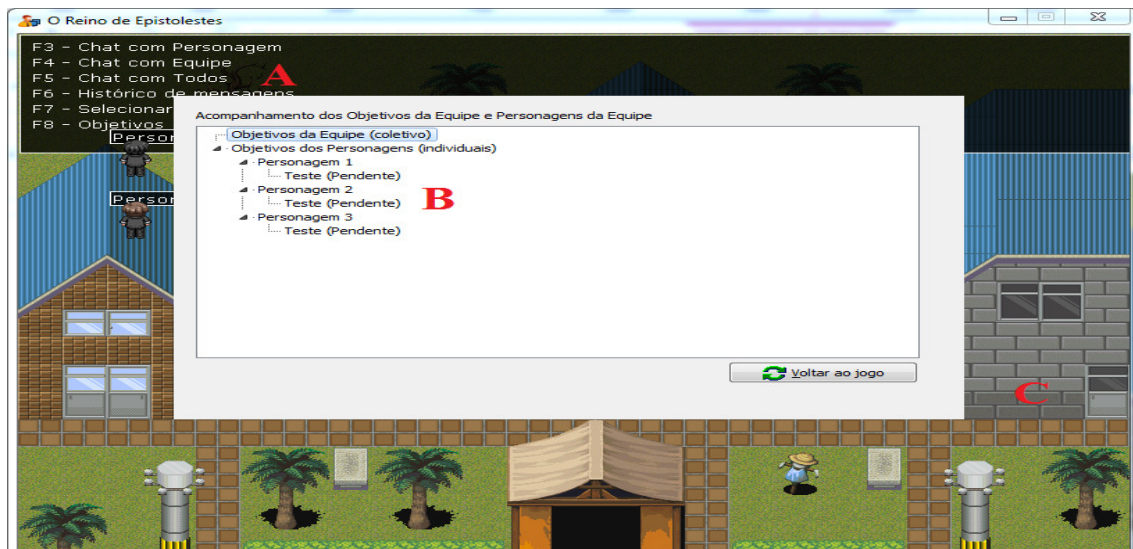 O Reino de Epistolestes
F3 - Chat com Personagem
F4 - Chat com Equipe
F5 - Chat com Todos
A
F6 - Histórico de mensagens
F7 - Selecionar
F8 - Objetivos
Acompanhamento dos Objetivos da Equipe e Personagens da Equipe
Objetivos da Equipe (coletivo)
Objetivos dos Personagens (individuais)
Personagem 1
Teste (Pendente)
Personagem 2
Teste (Pendente)
Personagem 3
Teste (Pendente)
B
Persor
Persor
Voltar ao jogo
C